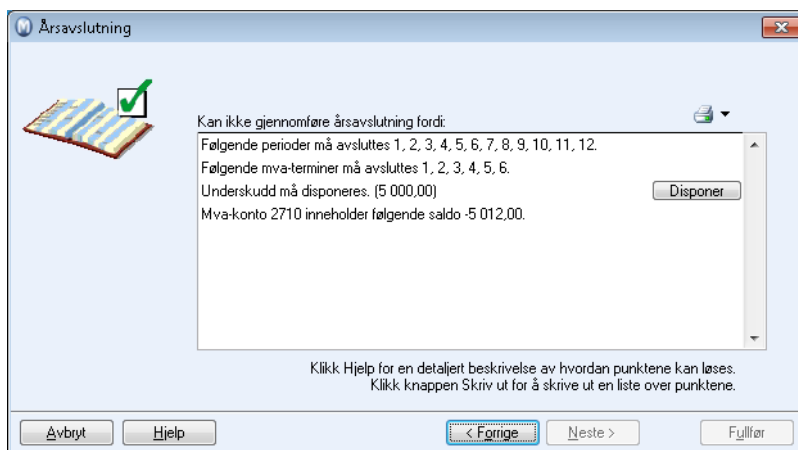 Årsavslutning
Kan ikke gjennomføre årsavslutning fordi:
Følgende perioder må avsluttes 1, 2, 3, 4, 5, 6, 7, 8, 9, 10, 11, 12.
Følgende mva-terminer må avsluttes 1, 2, 3, 4, 5, 6.
Underskudd må disponeres. (5 000,00)
Disponer
Mva-konto 2710 inneholder følgende saldo -5 012,00.
Klikk Hjelp for en detaljert beskrivelse av hvordan punktene kan løses.
Klikk knappen Skriv ut for å skrive ut en liste over punktene.
Avbryt
Hjelp
< Forrige
Neste >
Fullfør